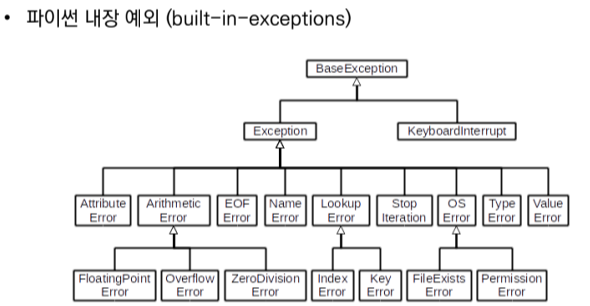 • 파이썬 내장 예외 (built-in-exceptions)
BaseException
Exception
KeyboardInterrupt
Attribute
Error
Arithmetic
Error
EOF
Error
Name
Error
Lookup
Error
Stop
Iteration
OS
Error
Type
Error
Value
Error
FloatingPoint
Error
Overflow
Error
ZeroDivision
Error
Index
Error
Key
Error
FileExists
Error
Permission
Error